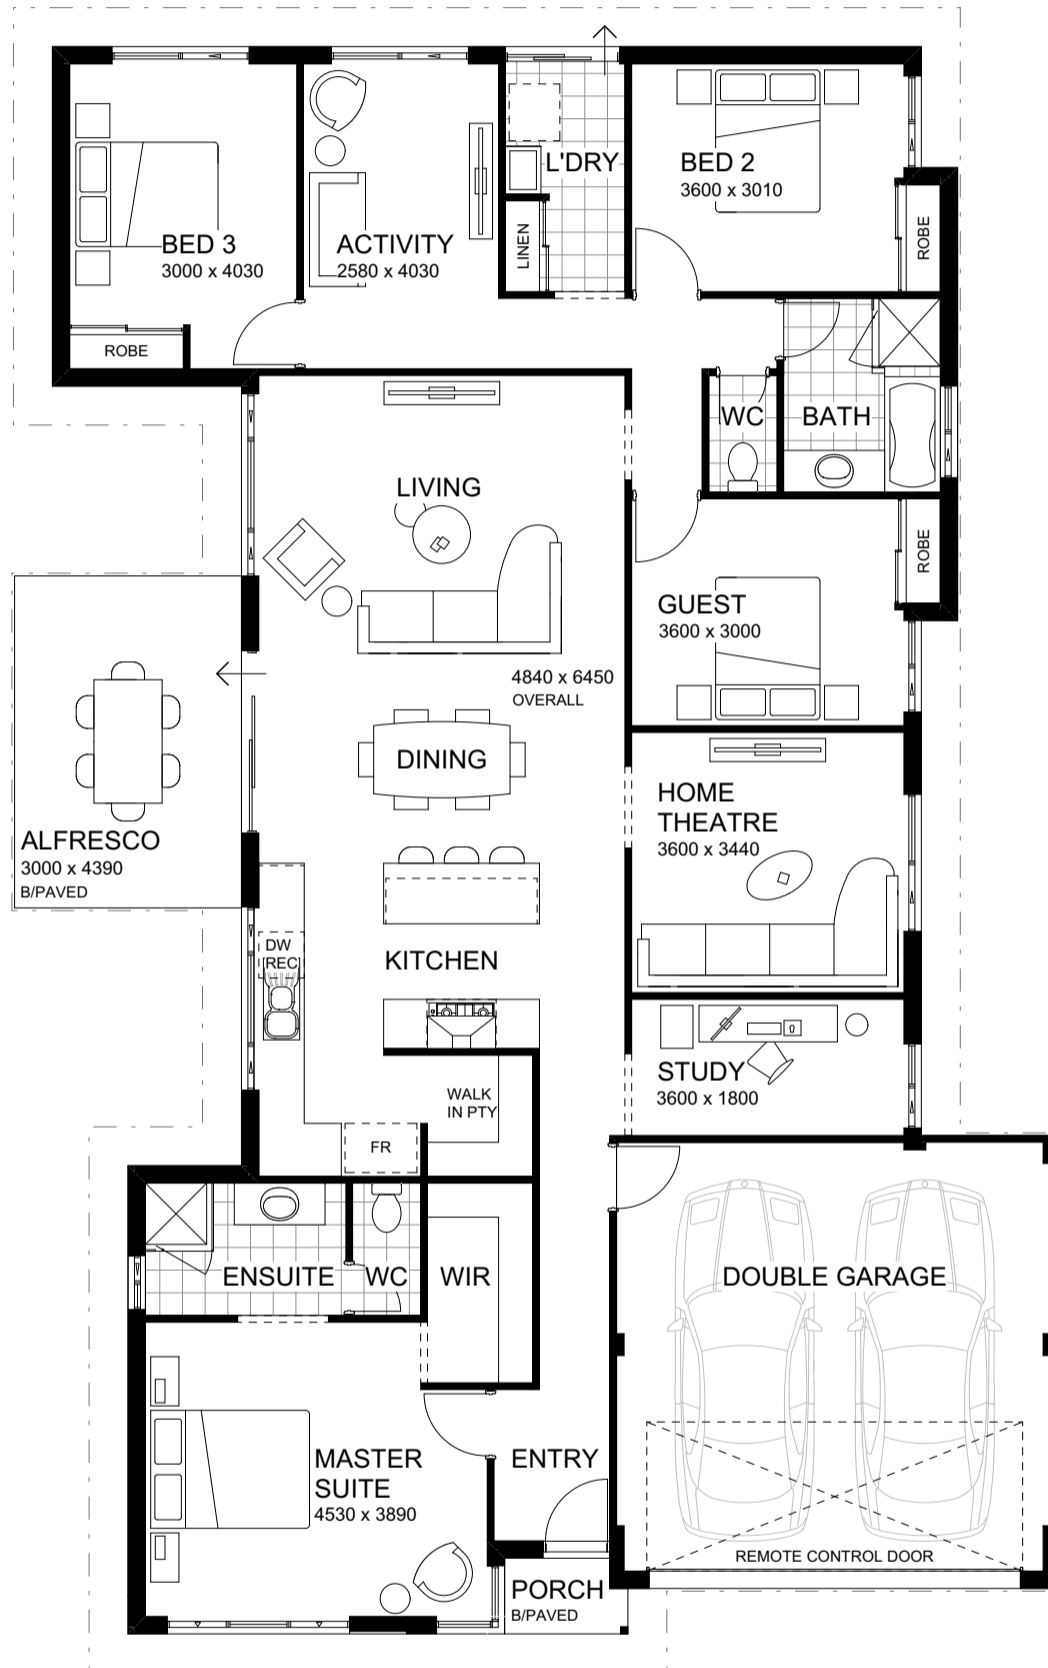 L'DRY
BED 2
3600 x 3010
BED 3
3000 x 4030
ACTIVITY
2580 x 4030
LINEN
ROBE
ROBE
WC
BATH
LIVING
ROBE
GUEST
3600 x 3000
4840 x 6450
OVERALL
DINING
HOME
THEATRE
3600 x 3440
ALFRESCO
3000 x 4390
B/PAVED
DW
REC
KITCHEN
STUDY
3600 x 1800
WALK
IN PTY
FR
ENSUITE
WC
WIR
DOUBLE GARAGE
MASTER
SUITE
4530 x 3890
ENTRY
REMOTE CONTROL DOOR
PORCH
B/PAVED